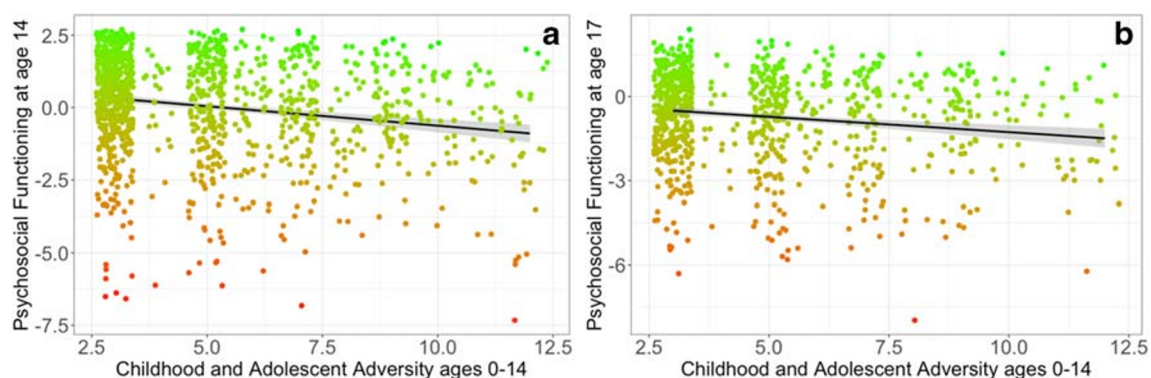 a
Psychosocial Functioning at age 14
2.5
0.0
-2.5
-5.0
-7.5
2.5 5.0 7.5 10.0 12.5
Childhood and Adolescent Adversity ages 0-14
b
Psychosocial Functioning at age 17
0
-3
-6
2.5 5.0 7.5 10.0 12.5
Childhood and Adolescent Adversity ages 0-14